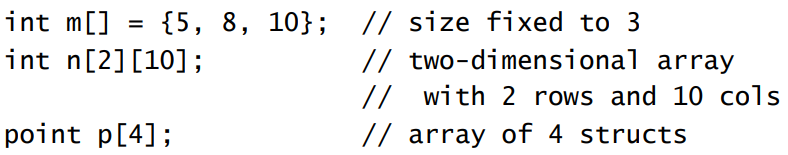 int m[] = {5, 8, 10};  // size fixed to 3
int n[2][10];          // two-dimensional array
                       //  with 2 rows and 10 cols
point p[4];            // array of 4 structs